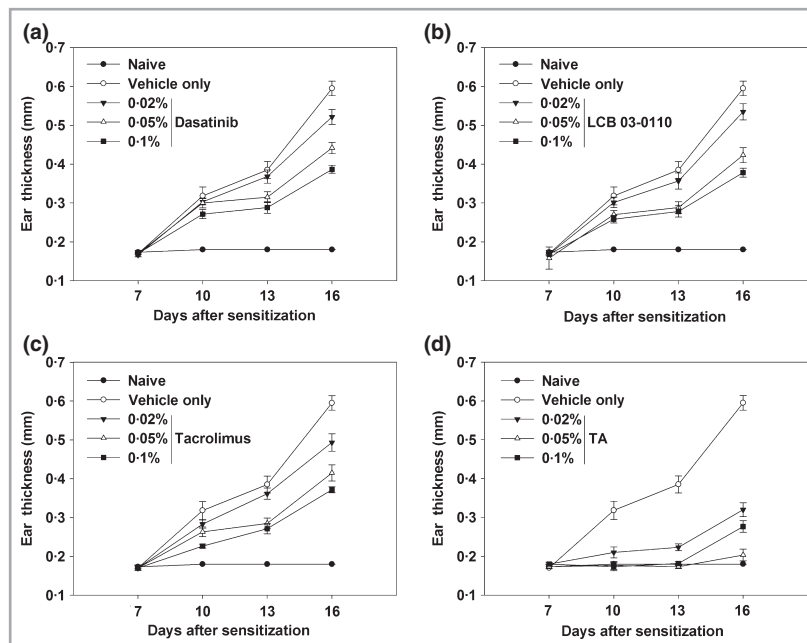 (a)
0·7
0·6
0·5
0·4
0·3
0·2
0·1
Ear thickness (mm)
Naive
Vehicle only
0·02%
0·05% Dasatinib
0·1%
7 10 13 16
Days after sensitization
(b)
0·7
0·6
0·5
0·4
0·3
0·2
0·1
Ear thickness (mm)
Naive
Vehicle only
0·02%
0·05% LCB 03-0110
0·1%
7 10 13 16
Days after sensitization
(c)
0·7
0·6
0·5
0·4
0·3
0·2
0·1
Ear thickness (mm)
Naive
Vehicle only
0·02%
0·05% Tacrolimus
0·1%
7 10 13 16
Days after sensitization
(d)
0·7
0·6
0·5
0·4
0·3
0·2
0·1
Ear thickness (mm)
Naive
Vehicle only
0·02%
0·05% TA
0·1%
7 10 13 16
Days after sensitization